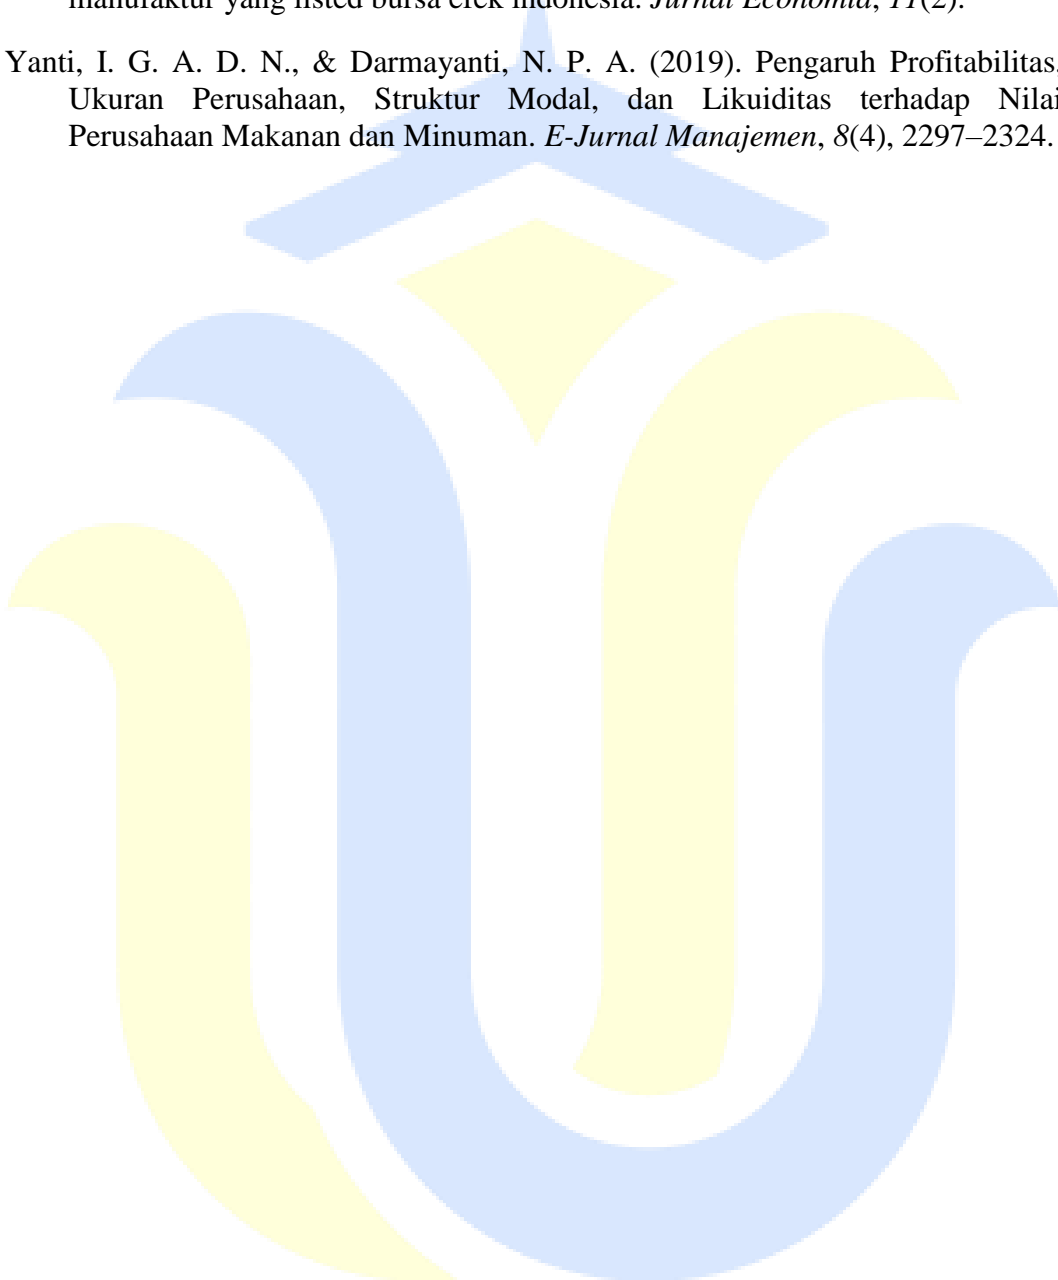 manufaktur yang listed bursa efek indonesia. Jurnal Economia, 11(2).
Yanti, I. G. A. D. N., & Darmayanti, N. P. A. (2019). Pengaruh Profitabilitas,
Ukuran Perusahaan, Struktur Modal, dan Likuiditas terhadap Nilai
Perusahaan Makanan dan Minuman. E-Jurnal Manajemen, 8(4), 2297–2324.